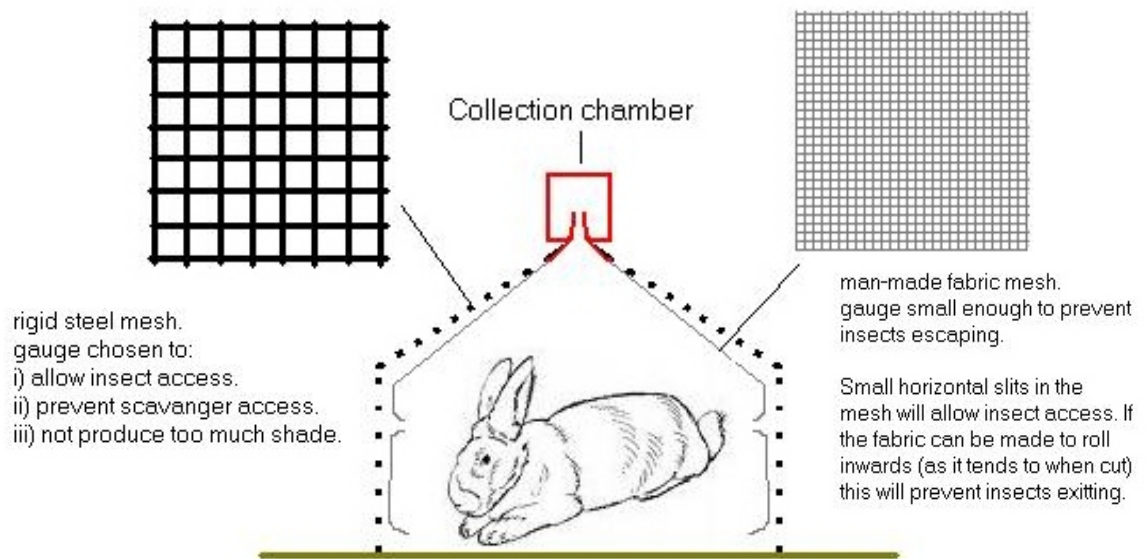 Collection chamber
rigid steel mesh.
gauge chosen to:
i) allow insect access.
ii) prevent scavanger access.
iii) not produce too much shade.
man-made fabric mesh.
gauge small enough to prevent
insects escaping.
Small horizontal slits in the
mesh will allow insect access. If
the fabric can be made to roll
inwards (as it tends to when cut)
this will prevent insects exitting.